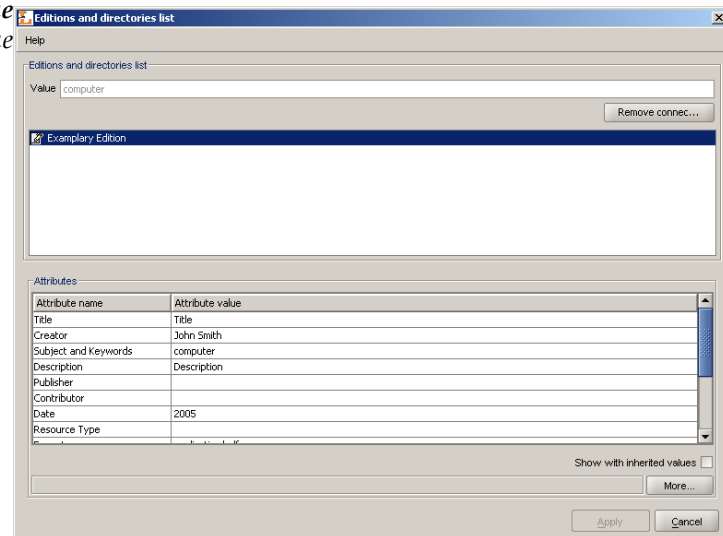 Editions and directories list
Help
Editions and directories list
Value computer
Remove connec...
Examplary Edition
Attributes
Attribute name Attribute value
Title Title
Creator John Smith
Subject and Keywords computer
Description Description
Publisher
Contributor
Date 2005
Resource Type
Show with inherited values
More...
Apply Cancel